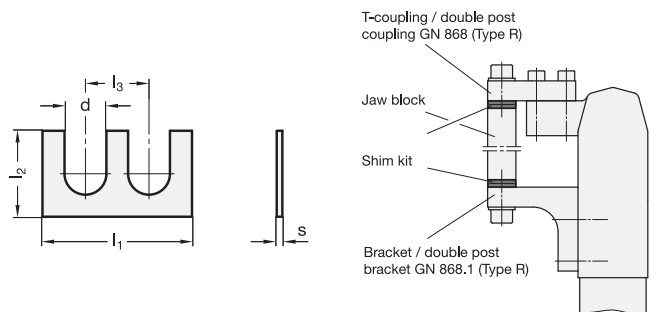 T-coupling / double post
coupling GN 868 (Type R)
l3
d
Jaw block
l2
Shim kit
l1
s
Bracket / double post
bracket GN 868.1 (Type R)